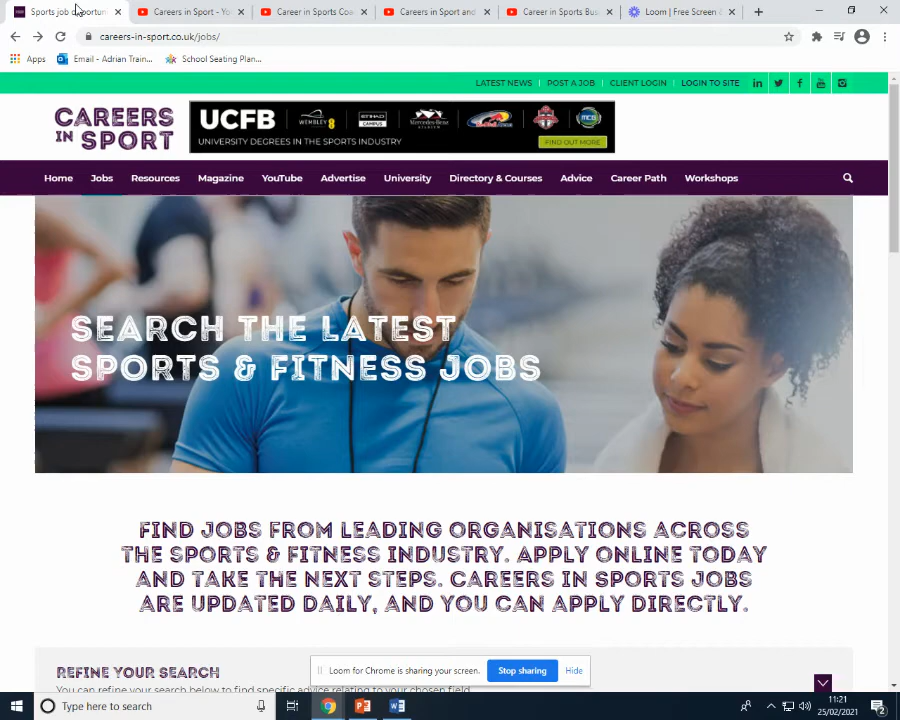 Sports job opportuni
Careers in Sport - Yo
Career in Sports Coa
Careers in Sport and
Career in Sports Bus
Loom | Free Screen &
careers-in-sport.co.uk/jobs/
Apps
Email - Adrian Train...
School Seating Plan...
LATEST NEWS
POST A JOB
CLIENT LOGIN
LOGIN TO SITE
CAREERS
IN SPORT
UCFB
WEMBLEY
ETIHAD
CAMPUS
Mercedes-Benz
UNIVERSITY DEGREES IN THE SPORTS INDUSTRY
FIND OUT MORE
Home Jobs Resources Magazine YouTube Advertise University Directory & Courses Advice Career Path Workshops
SEARCH THE LATEST
SPORTS & FITNESS JOBS
FIND JOBS FROM LEADING ORGANISATIONS ACROSS
THE SPORTS & FITNESS INDUSTRY. APPLY ONLINE TODAY
AND TAKE THE NEXT STEPS. CAREERS IN SPORTS JOBS
ARE UPDATED DAILY, AND YOU CAN APPLY DIRECTLY.
REFINE YOUR SEARCH
You can refine your search below to find specific advice relating to your chosen field
Loom for Chrome is sharing your screen.
Stop sharing
Hide
Type here to search
11:21
25/02/2021
2